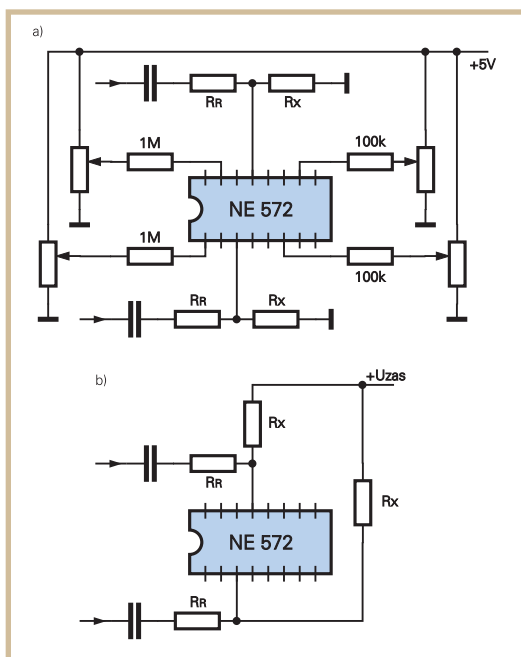 a)
+5V
RR RX
1M 100k
NE 572
1M
100k
RR RX
b)
+Uzas
RX
RR
RX
NE 572
RR